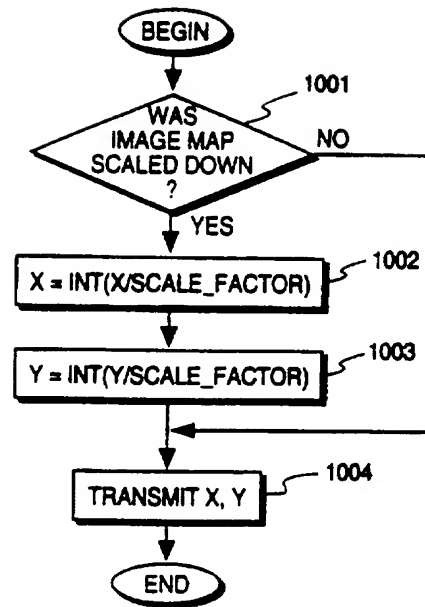 BEGIN
1001
WAS
IMAGE MAP
SCALED DOWN
?
NO
YES
1002
X = INT(X/SCALE_FACTOR)
1003
Y = INT(Y/SCALE_FACTOR)
1004
TRANSMIT X, Y
END